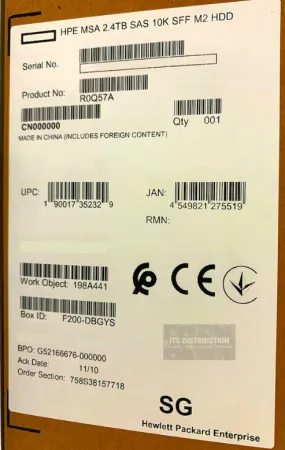 HPE MSA 2.4TB SAS 10K SFF M2 HDD
Serial No.
Product No:
R0Q57A
CN000000
Qty 001
MADE IN CHINA (INCLUDES FOREIGN CONTENT)
UPC:
1 90017 35232 9
JAN:
4 549821 275519
RMN:
Work Object: 198A441
CE
Box ID: F200-DBGYS
ITS DISTRIBUTION
BPO: G52166676-000000
Ack Date: 11/10
Order Section: 758S38157718
SG
Hewlett Packard Enterprise